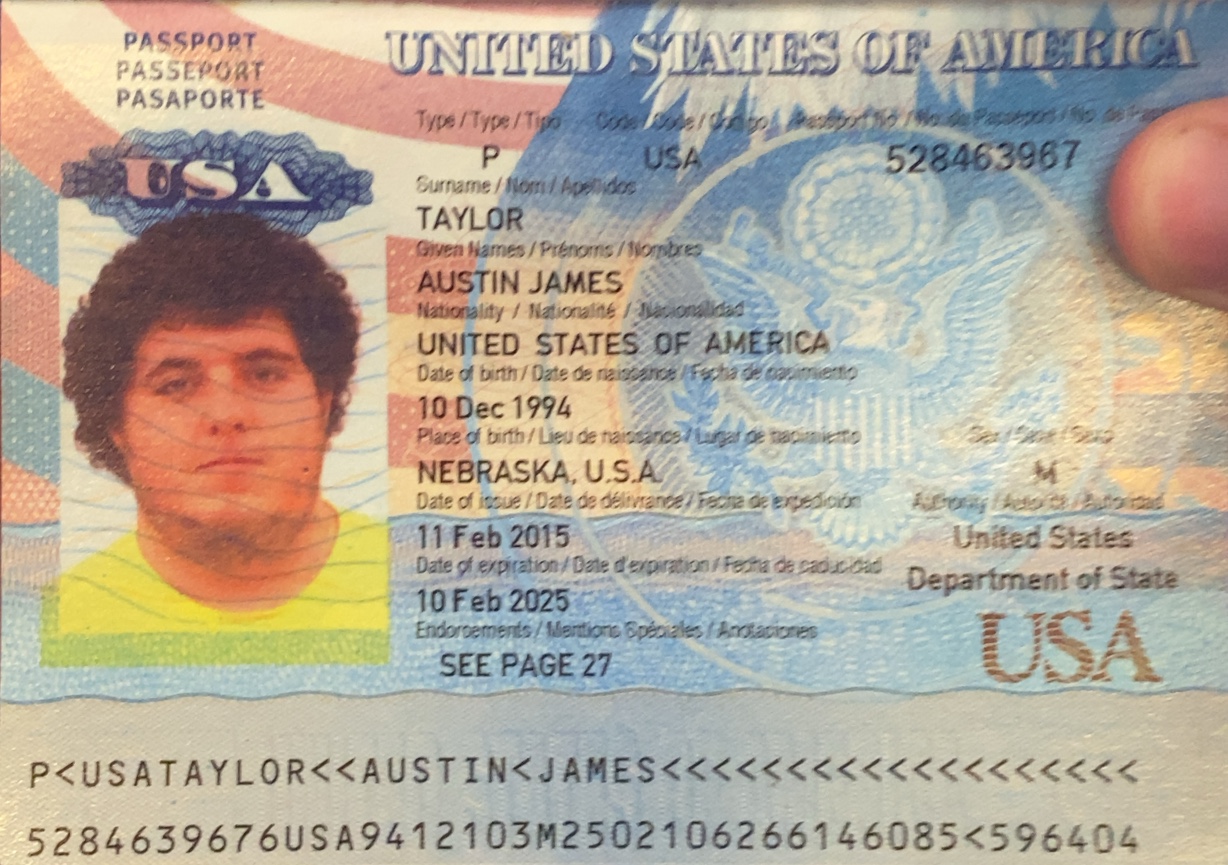 PASSPORT
PASSEPORT
PASAPORTE
UNITED STATES OF AMERICA
USA
Type / Type / Tipo Code / Code / Código Passport No. / No. du Passeport / No. de
P USA 528463967
Surname / Nom / Apellidos
TAYLOR
Given Names / Prénoms / Nombres
AUSTIN JAMES
Nationality / Nationalité / Nacionalidad
UNITED STATES OF AMERICA
Date of birth / Date de naissance / Fecha de nacimiento
10 Dec 1994
Place of birth / Lieu de naissance / Lugar de nacimiento Sex / Sexe / Sexo
NEBRASKA, U.S.A. M
Date of issue / Date de délivrance / Fecha de expedición Authority / Autorité / Autoridad
11 Feb 2015 United States
Date of expiration / Date d'expiration / Fecha de caducidad Department of State
10 Feb 2025
Endorsements / Mentions Spéciales / Anotaciones
SEE PAGE 27
USA
P<USATAYLOR<<AUSTIN<JAMES<<<<<<<<<<<<<<<<<<<
5284639676USA9412103M2502106266146085<596404